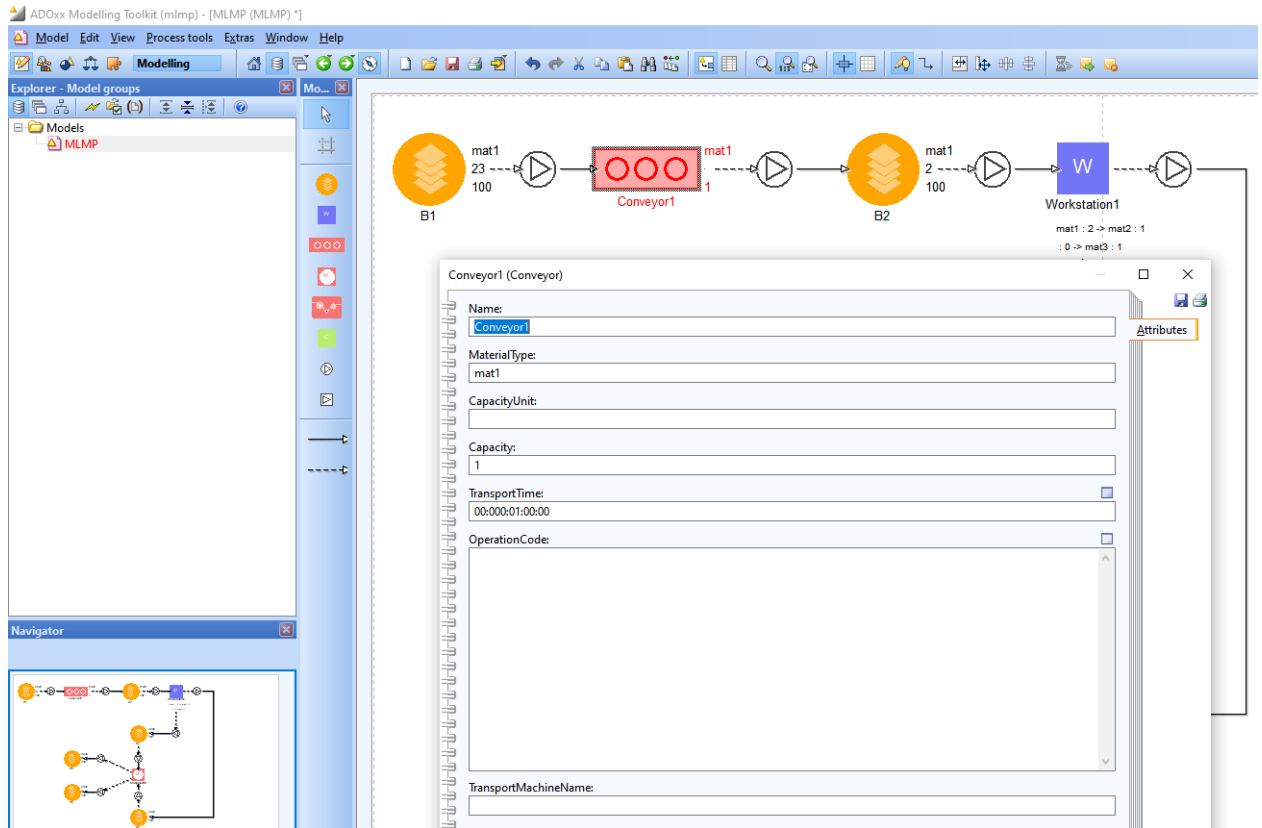 ADOxx Modelling Toolkit (mlmp) - [MLMP (MLMP) *]
Model Edit View Process tools Extras Window Help
Modelling
Explorer - Model groups
Mo...
Models
MLMP
mat1
23
100
B1
mat1
1
Conveyor1
mat1
2
100
B2
W
Workstation1
mat1 : 2 -> mat2 : 1
: 0 -> mat3 : 1
Conveyor1 (Conveyor)
Name:
Conveyor1
Attributes
MaterialType:
mat1
CapacityUnit:
Capacity:
1
TransportTime:
00:000:01:00:00
OperationCode:
TransportMachineName:
Navigator